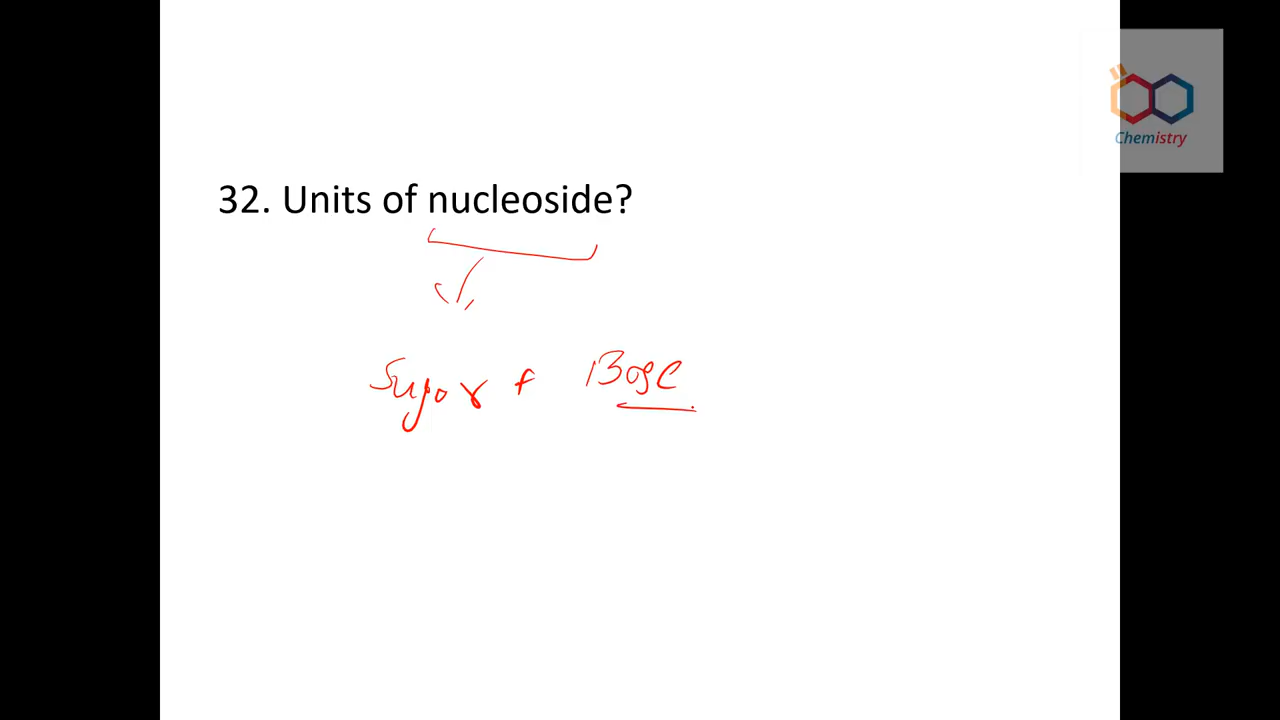 Chemistry
32. Units of nucleoside?
Sugar + Base